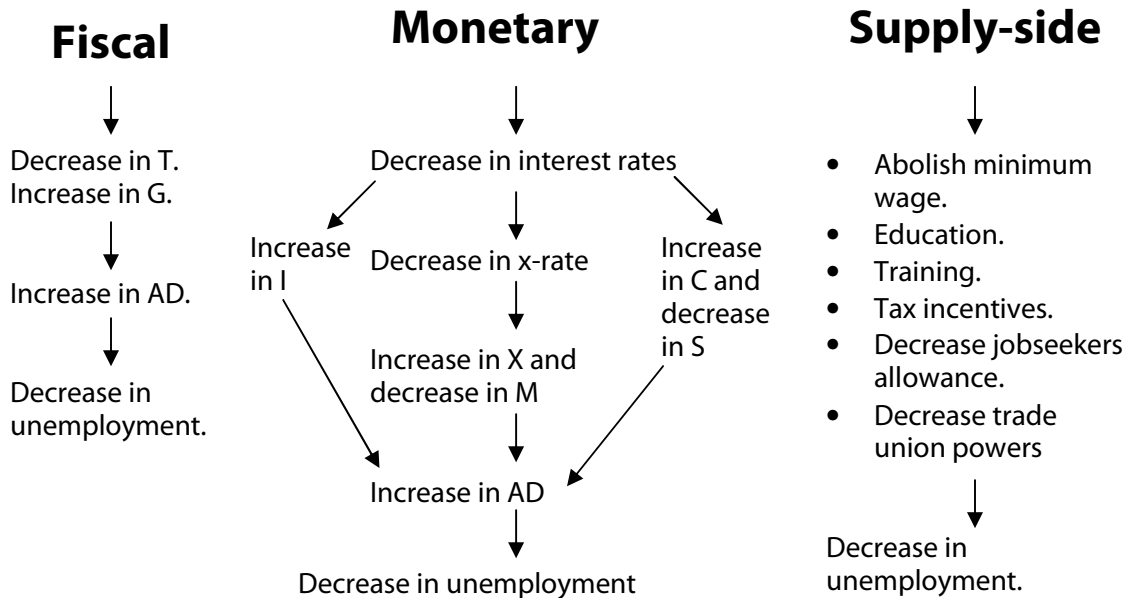 Fiscal
Decrease in T.
Increase in G.
Increase in AD.
Decrease in
unemployment.
Monetary
Decrease in interest rates
Increase
in I
Decrease in x-rate
Increase
in C and
decrease
in S
Increase in X and
decrease in M
Increase in AD
Decrease in unemployment
Supply-side
• Abolish minimum
wage.
• Education.
• Training.
• Tax incentives.
• Decrease jobseekers
allowance.
• Decrease trade
union powers
Decrease in
unemployment.